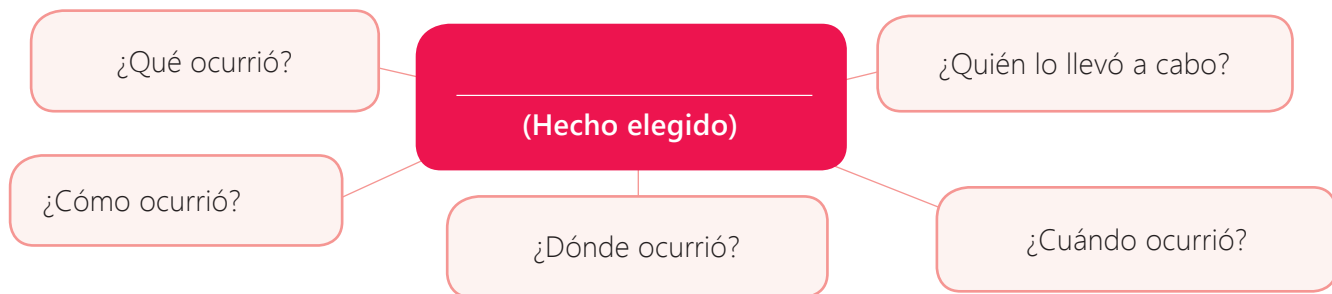 ¿Qué ocurrió?
¿Quién lo llevó a cabo?
(Hecho elegido)
¿Cómo ocurrió?
¿Dónde ocurrió?
¿Cuándo ocurrió?